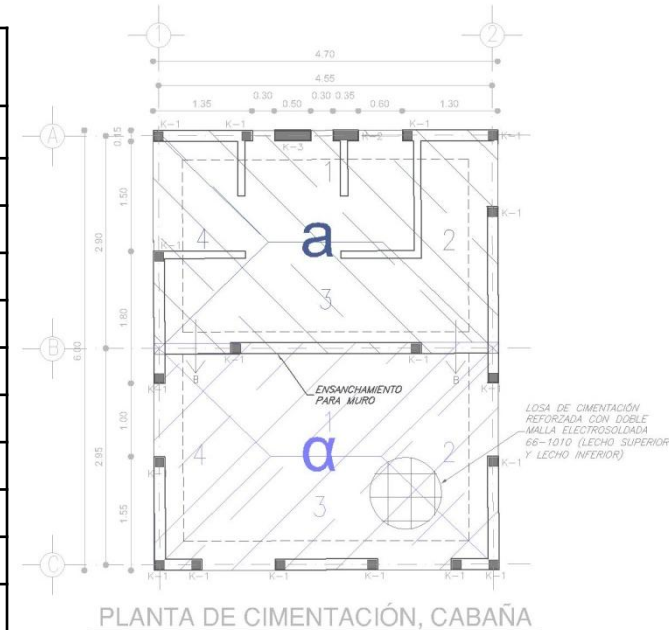 1 2
4.70
4.55
1.35 0.30 0.50 0.30 0.35 0.60 1.30
K-1 K-1 K-1 K-1
A
K-3 K-2
0.15
1
1.50
K-1
4 a 2
K-1
2.90
3
1.80
B
6.00
B B
K-1 K-1
ENSANCHAMIENTO
PARA MURO
1.00
LOSA DE CIMENTACIÓN
REFORZADA CON DOBLE
MALLA ELECTROSOLDADA
66-1010 (LECHO SUPERIOR
Y LECHO INFERIOR)
1
4 α 2
K-1 K-1
2.95
3
1.55
C
K-1 K-1 K-1 K-1 K-1 K-1
PLANTA DE CIMENTACIÓN, CABAÑA